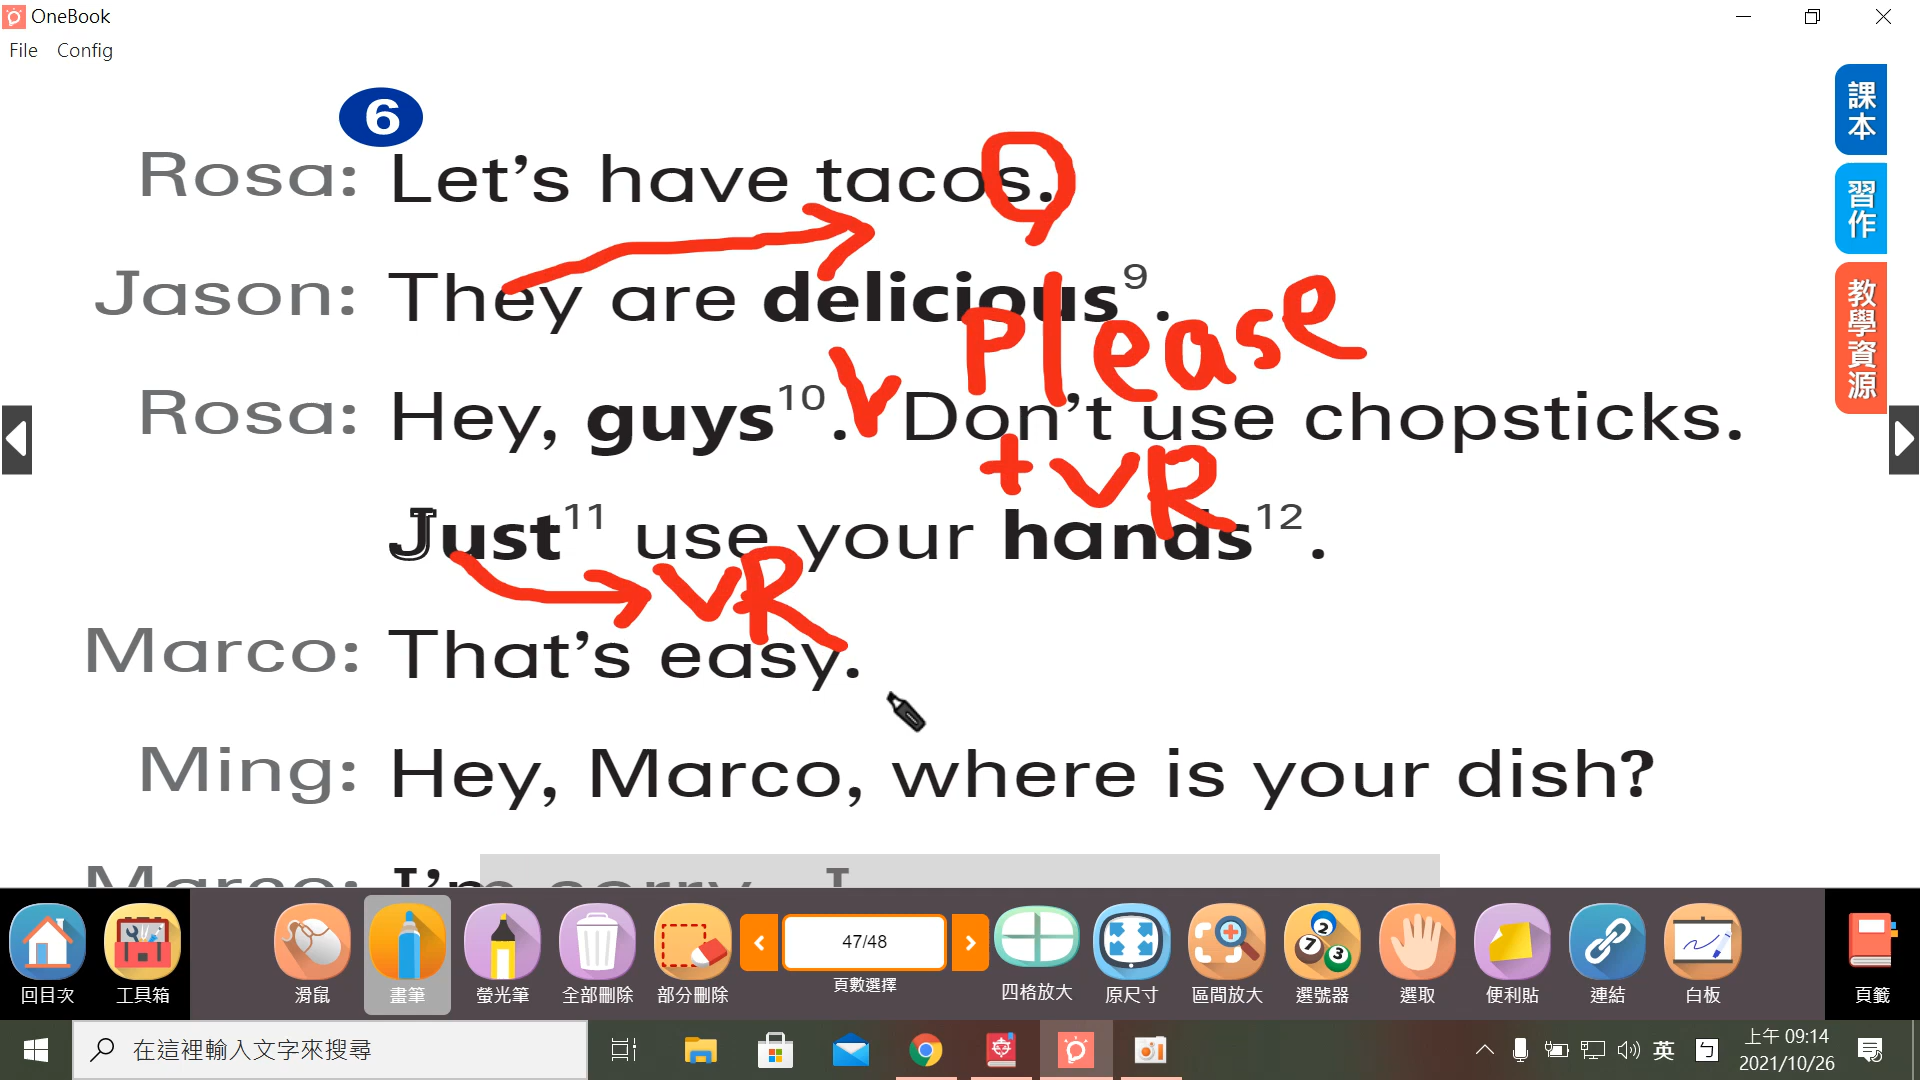 OneBook
File Config
6
Rosa: Let's have tacos.
Jason: They are delicious9.
Please
Rosa: Hey, guys10. Don't use chopsticks.
+VR
Just11 use your hands12.
VR
Marco: That's easy.
Ming: Hey, Marco, where is your dish?
Marco: I'm sorry. I
課本
習作
教學資源
回目次 工具箱 滑鼠 畫筆 螢光筆 全部刪除 部分刪除 47/48 頁數選擇 四格放大 原尺寸 區間放大 選號器 選取 便利貼 連結 白板 頁籤
在這裡輸入文字來搜尋
英 ㄅ 上午 09:14
2021/10/26